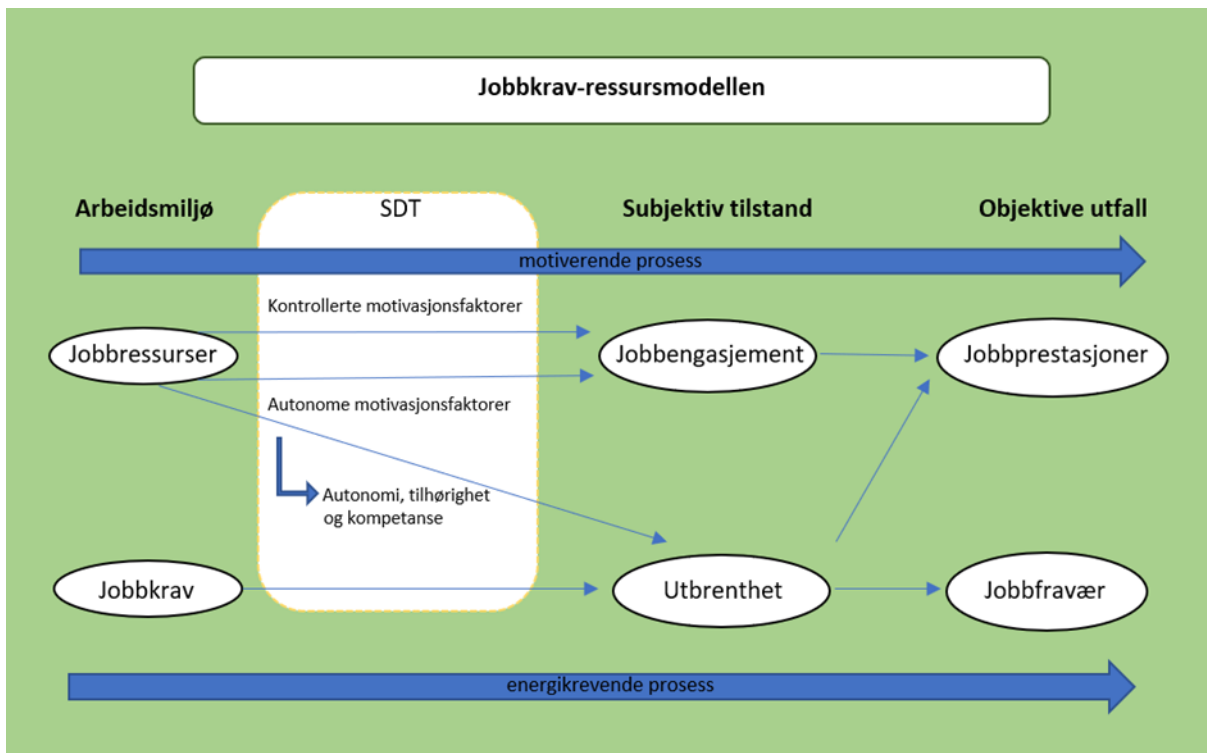 Jobbkrav-ressursmodellen
Arbeidsmiljø
SDT
Subjektiv tilstand
Objektive utfall
motiverende prosess
Kontrollerte motivasjonsfaktorer
Jobbressurser
Jobbengasjement
Jobbprestasjoner
Autonome motivasjonsfaktorer
Autonomi, tilhørighet
og kompetanse
Jobbkrav
Utbrenthet
Jobbfravær
energikrevende prosess